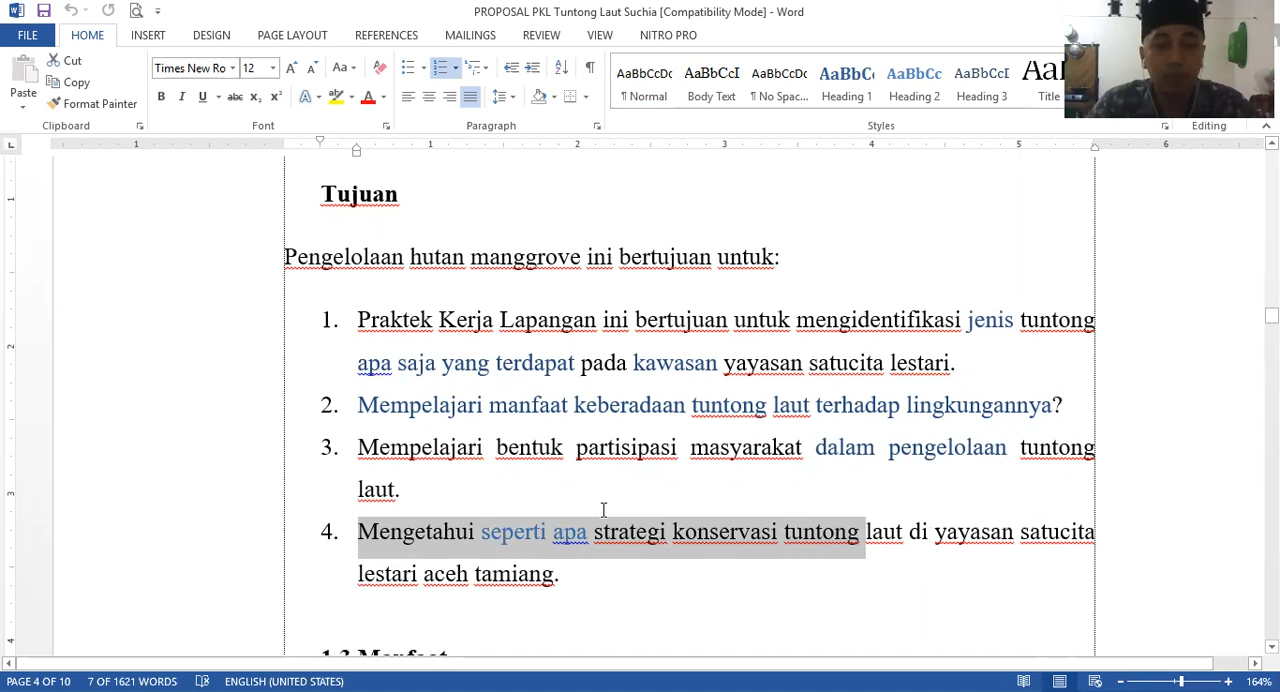 PROPOSAL PKL Tuntong Laut Suchia [Compatibility Mode] - Word
FILE HOME INSERT DESIGN PAGE LAYOUT REFERENCES MAILINGS REVIEW VIEW NITRO PRO
Paste
Cut
Copy
Format Painter
Clipboard
Times New Ro 12
Font
Paragraph
AaBbCcDc AaBbCcI AaBbCcDc AaBbCc AaBbCc AaBbCcD AaI
¶ Normal Body Text ¶ No Spac... Heading 1 Heading 2 Heading 3 Title
Styles
Editing
Tujuan
Pengelolaan hutan manggrove ini bertujuan untuk:
1. Praktek Kerja Lapangan ini bertujuan untuk mengidentifikasi jenis tuntong
apa saja yang terdapat pada kawasan yayasan satucita lestari.
2. Mempelajari manfaat keberadaan tuntong laut terhadap lingkungannya?
3. Mempelajari bentuk partisipasi masyarakat dalam pengelolaan tuntong
laut.
4. Mengetahui seperti apa strategi konservasi tuntong laut di yayasan satucita
lestari aceh tamiang.
1.3 Manfaat
PAGE 4 OF 10 7 OF 1621 WORDS ENGLISH (UNITED STATES) 164%